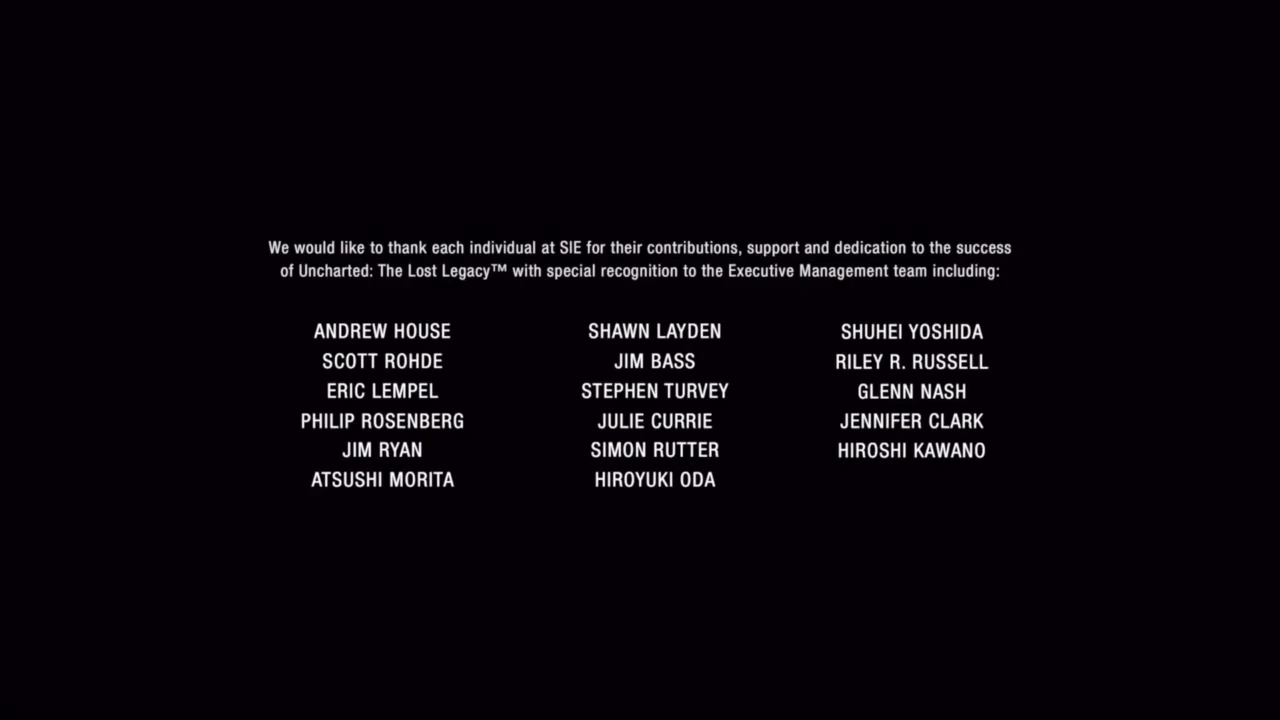 We would like to thank each individual at SIE for their contributions, support and dedication to the success
of Uncharted: The Lost Legacy™ with special recognition to the Executive Management team including:
ANDREW HOUSE SHAWN LAYDEN SHUHEI YOSHIDA
SCOTT ROHDE JIM BASS RILEY R. RUSSELL
ERIC LEMPEL STEPHEN TURVEY GLENN NASH
PHILIP ROSENBERG JULIE CURRIE JENNIFER CLARK
JIM RYAN SIMON RUTTER HIROSHI KAWANO
ATSUSHI MORITA HIROYUKI ODA